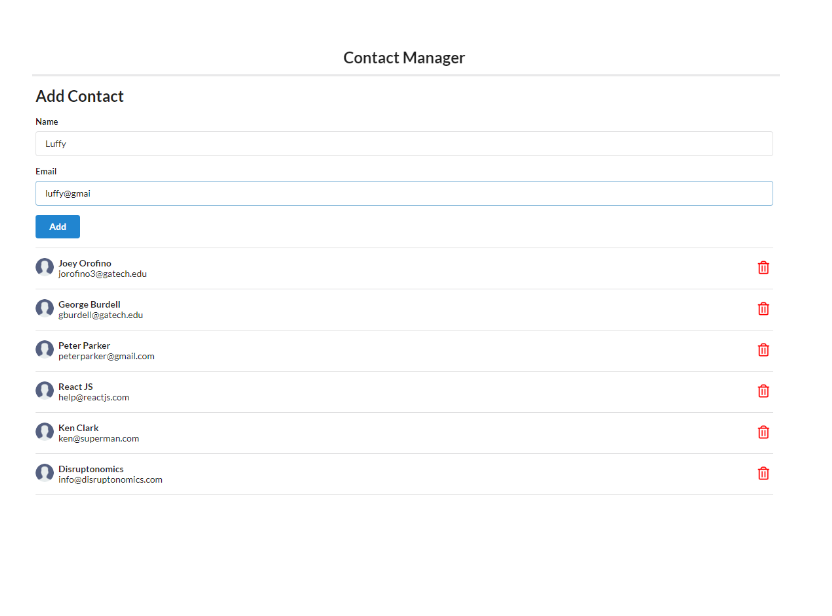 Contact Manager
Add Contact
Name
Luffy
Email
luffy@gmai
Add
Joey Orofino
jorofino3@gatech.edu
George Burdell
gburdell@gatech.edu
Peter Parker
peterparker@gmail.com
React JS
help@reactjs.com
Ken Clark
ken@superman.com
Disruptonomics
info@disruptonomics.com